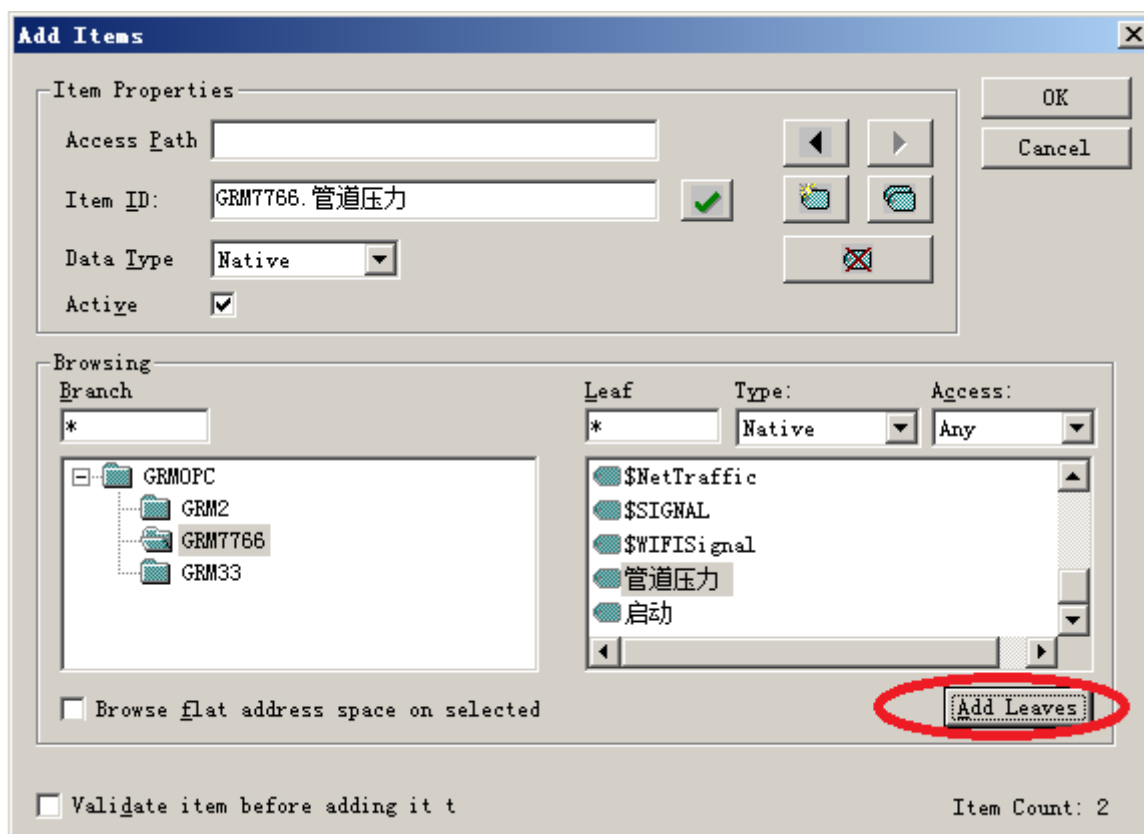 Add Items
Item Properties
Access Path
OK
Cancel
Item ID: GRM7766.管道压力
Data Type Native
Active
Browsing
Branch Leaf Type: Access:
* * Native Any
GRMOPC $NetTraffic
GRM2 $SIGNAL
GRM7766 $WIFISignal
GRM33 管道压力
启动
Browse flat address space on selected Add Leaves
Validate item before adding it t Item Count: 2